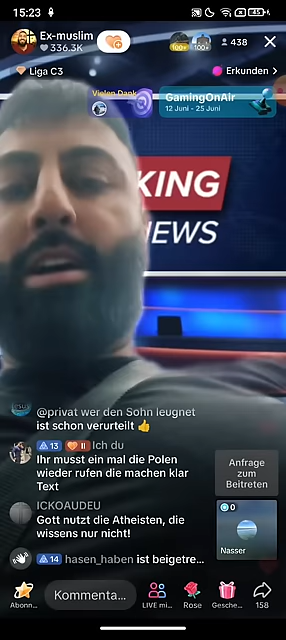 15:23
45
Ex-muslim
336.3K
100+
100+
438
Liga C3
Erkunden
Vielen Dank
GamingOnAir
12 Juni - 25 Juni
KING
NEWS
@privat wer den Sohn leugnet
ist schon verurteilt 👍
13 II Ich du
Ihr musst ein mal die Polen
wieder rufen die machen klar
Text
Anfrage
zum
Beitreten
ICKOAUDEU
Gott nutzt die Atheisten, die
wissens nur nicht!
0
Nasser
14 hasen_haben ist beigetre...
Abonn...
Kommenta...
LIVE mi...
Rose
Gesche...
158